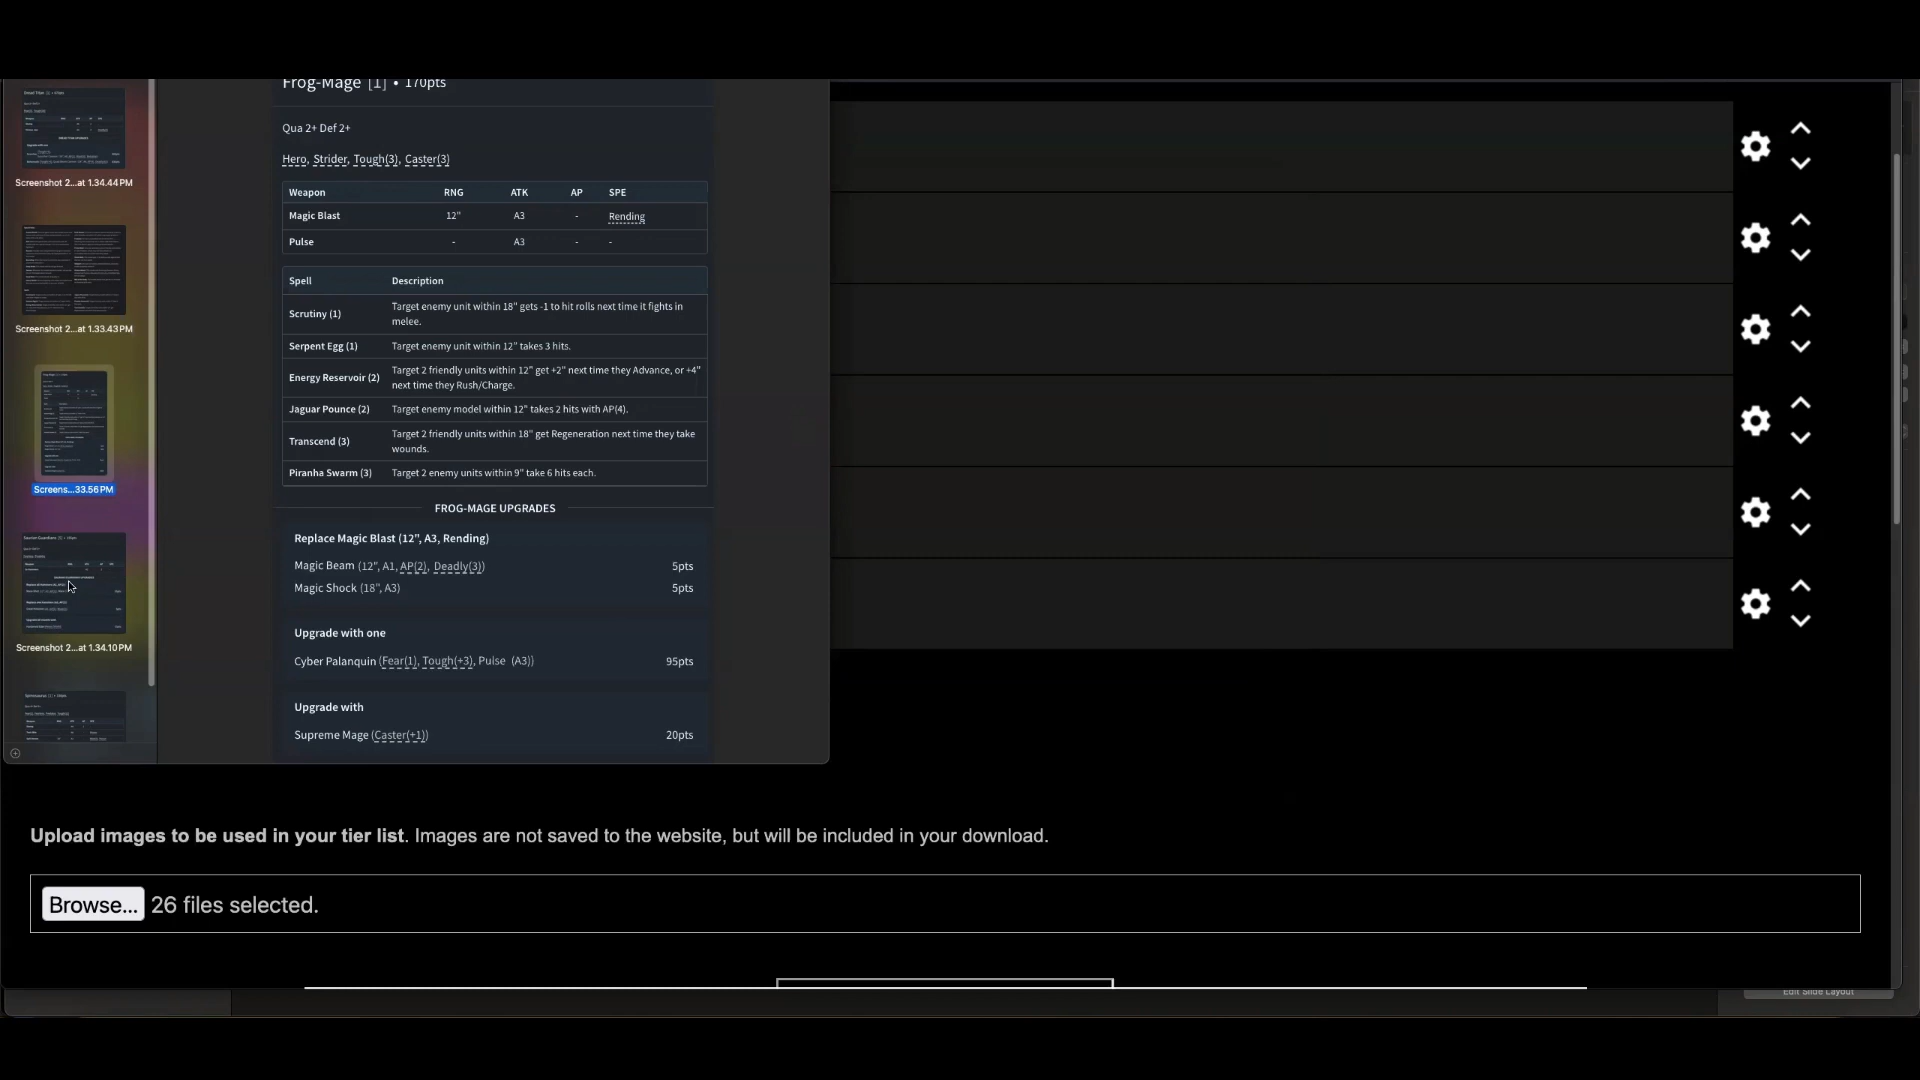 Frog-Mage [1] • 170pts
Qua 2+ Def 2+
Hero, Strider, Tough(3), Caster(3)
Weapon RNG ATK AP SPE
Magic Blast 12" A3 - Rending
Pulse - A3 - -
Spell Description
Scrutiny (1) Target enemy unit within 18" gets -1 to hit rolls next time it fights in
melee.
Serpent Egg (1) Target enemy unit within 12" takes 3 hits.
Energy Reservoir (2) Target 2 friendly units within 12" get +2" next time they Advance, or +4"
next time they Rush/Charge.
Jaguar Pounce (2) Target enemy model within 12" takes 2 hits with AP(4).
Transcend (3) Target 2 friendly units within 18" get Regeneration next time they take
wounds.
Piranha Swarm (3) Target 2 enemy units within 9" take 6 hits each.
FROG-MAGE UPGRADES
Replace Magic Blast (12", A3, Rending)
Magic Beam (12", A1, AP(2), Deadly(3)) 5pts
Magic Shock (18", A3) 5pts
Upgrade with one
Cyber Palanquin (Fear(1), Tough(+3), Pulse (A3)) 95pts
Upgrade with
Supreme Mage (Caster(+1)) 20pts
Screenshot 2...at 1.34.44 PM
Screenshot 2...at 1.33.43 PM
Screens...33.56 PM
Screenshot 2...at 1.34.10 PM
Upload images to be used in your tier list. Images are not saved to the website, but will be included in your download.
Browse... 26 files selected.
Edit Slide Layout